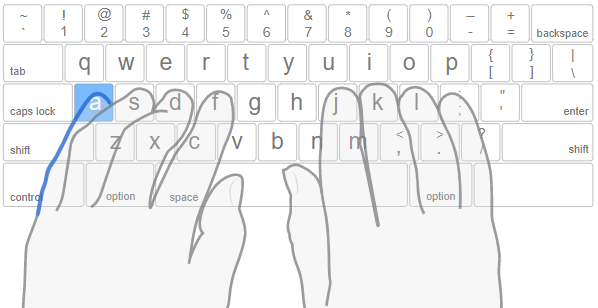 ~ ! @ # $ % ^ & * ( ) — +
` 1 2 3 4 5 6 7 8 9 0 - = backspace
tab q w e r t y u i o p { [ } ] | \
caps lock a s d f g h j k l : ; " ' enter
shift z x c v b n m < , > . ? shift
control option space option